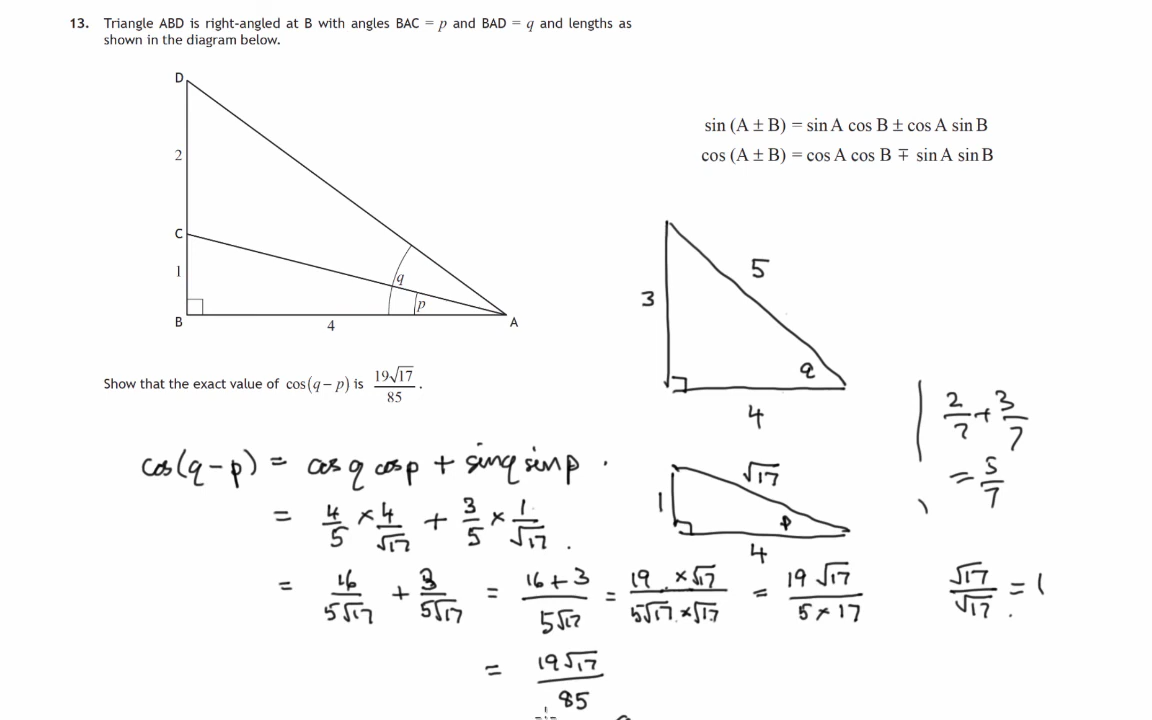 13. Triangle ABD is right-angled at B with angles BAC = p and BAD = q and lengths as
shown in the diagram below.
D
2
C
1
B
4
A
q
p
sin (A ± B) = sin A cos B ± cos A sin B
cos (A ± B) = cos A cos B ∓ sin A sin B
3
5
q
4
Show that the exact value of cos(q − p) is 19√17/85.
cos(q−p) = cos q cos p + sin q sin p.
= 4/5 × 4/√17 + 3/5 × 1/√17.
= 16/5√17 + 3/5√17 = 16+3/5√17 = 19 ×√17/5√17 ×√17 = 19√17/5×17
= 19√17/85
1
√17
p
4
2/7 + 3/7
= 5/7
√17/√17 = 1